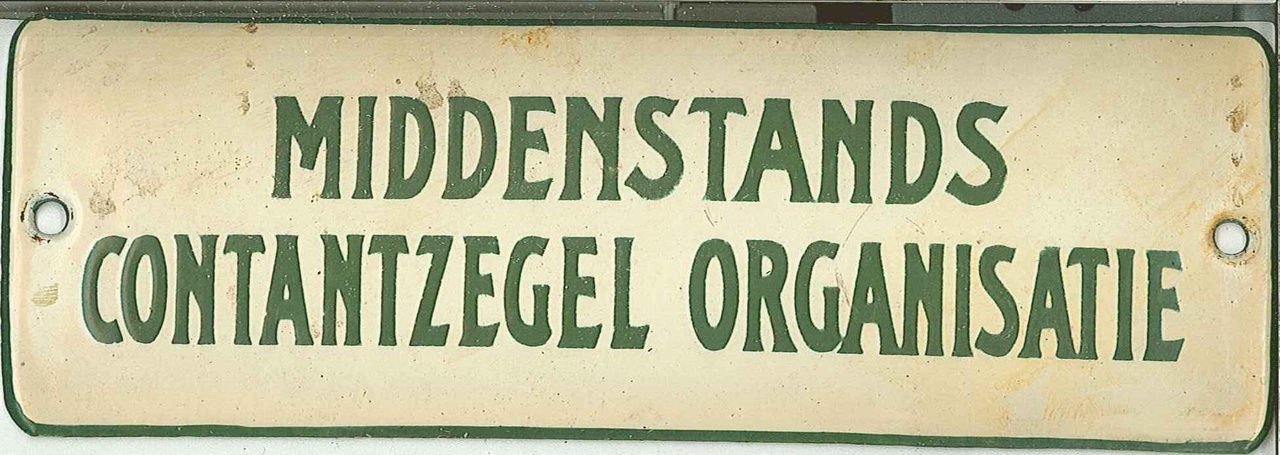 MIDDENSTANDS
CONTANTZEGEL ORGANISATIE